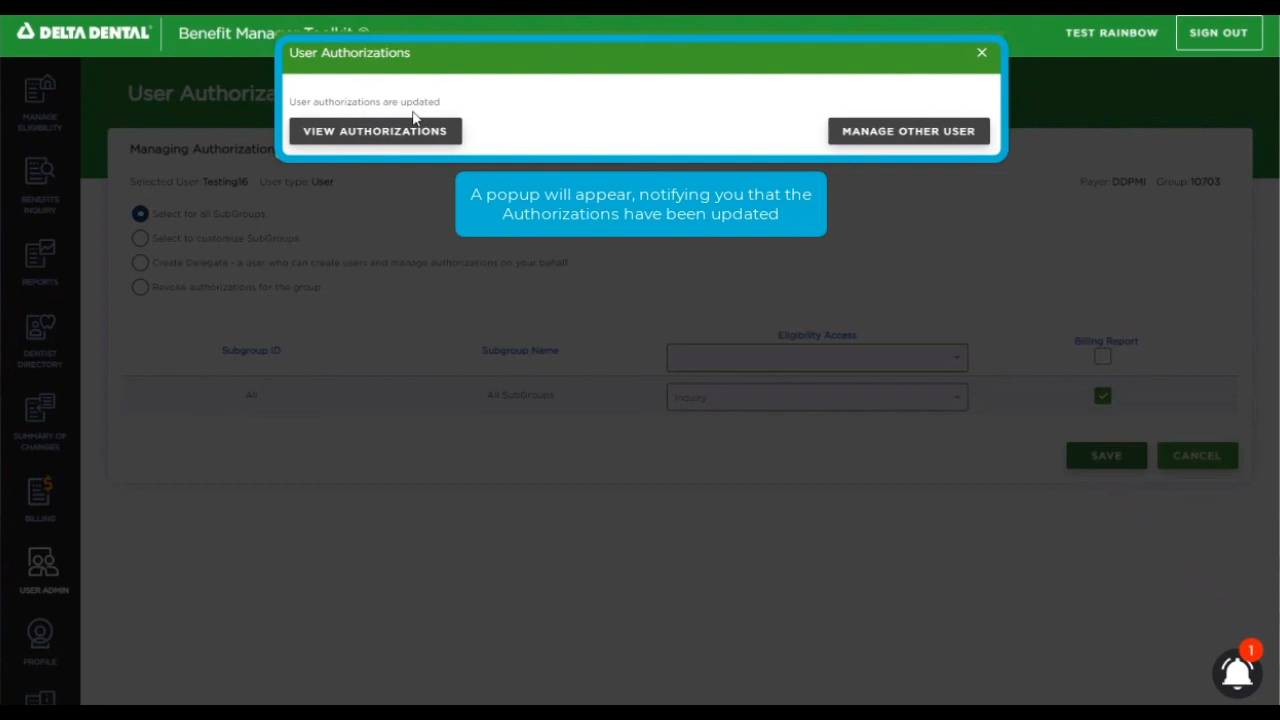 DELTA DENTAL
Benefit Manager Toolkit ®
TEST RAINBOW
SIGN OUT
User Authorizations
User authorizations are updated
VIEW AUTHORIZATIONS
MANAGE OTHER USER
A popup will appear, notifying you that the
Authorizations have been updated
MANAGE
ELIGIBILITY
BENEFITS
INQUIRY
REPORTS
DENTIST
DIRECTORY
SUMMARY OF
CHANGES
BILLING
USER ADMIN
PROFILE
User Authoriza
Managing Authorization
Selected User: Testing16 User type: User
Payer: DDPMI Group: 10703
Select for all SubGroups
Select to customize SubGroups
Create Delegate - a user who can create users and manage authorizations on your behalf
Revoke authorizations for the group
Subgroup ID
Subgroup Name
Eligibility Access
Billing Report
All
All SubGroups
Inquiry
SAVE
CANCEL
1